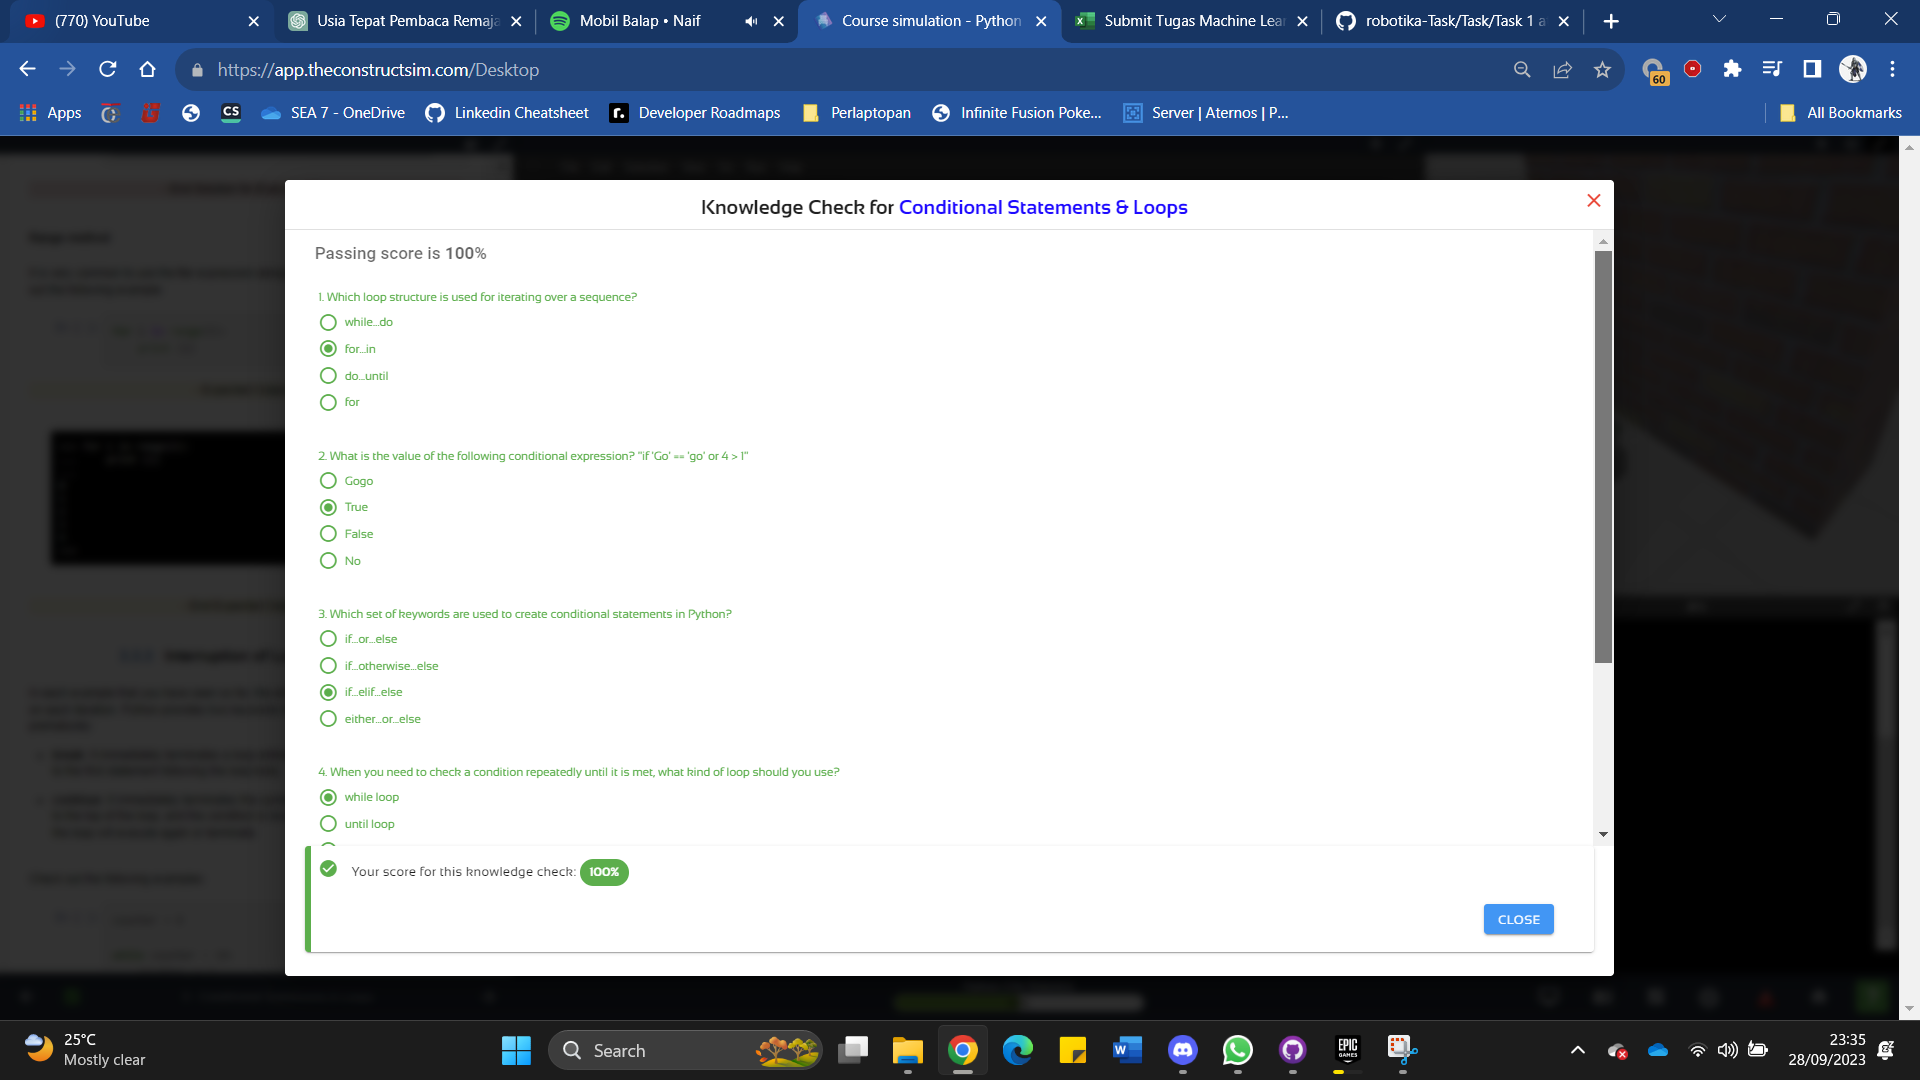 (770) YouTube
Usia Tepat Pembaca Remaja
Mobil Balap • Naif
Course simulation - Python
Submit Tugas Machine Lear
robotika-Task/Task/Task 1 a
https://app.theconstructsim.com/Desktop
60
Apps
CS
SEA 7 - OneDrive
Linkedin Cheatsheet
r.
Developer Roadmaps
Perlaptopan
Infinite Fusion Poke...
Server | Aternos | P...
All Bookmarks
Knowledge Check for Conditional Statements & Loops
Passing score is 100%
1. Which loop structure is used for iterating over a sequence?
while...do
for...in
do...until
for
2. What is the value of the following conditional expression? "if 'Go' == 'go' or 4 > 1"
Gogo
True
False
No
3. Which set of keywords are used to create conditional statements in Python?
if...or...else
if...otherwise...else
if...elif...else
either...or...else
4. When you need to check a condition repeatedly until it is met, what kind of loop should you use?
while loop
until loop
Your score for this knowledge check: 100%
CLOSE
25°C
Mostly clear
Search
EPIC
GAMES
23:35
28/09/2023